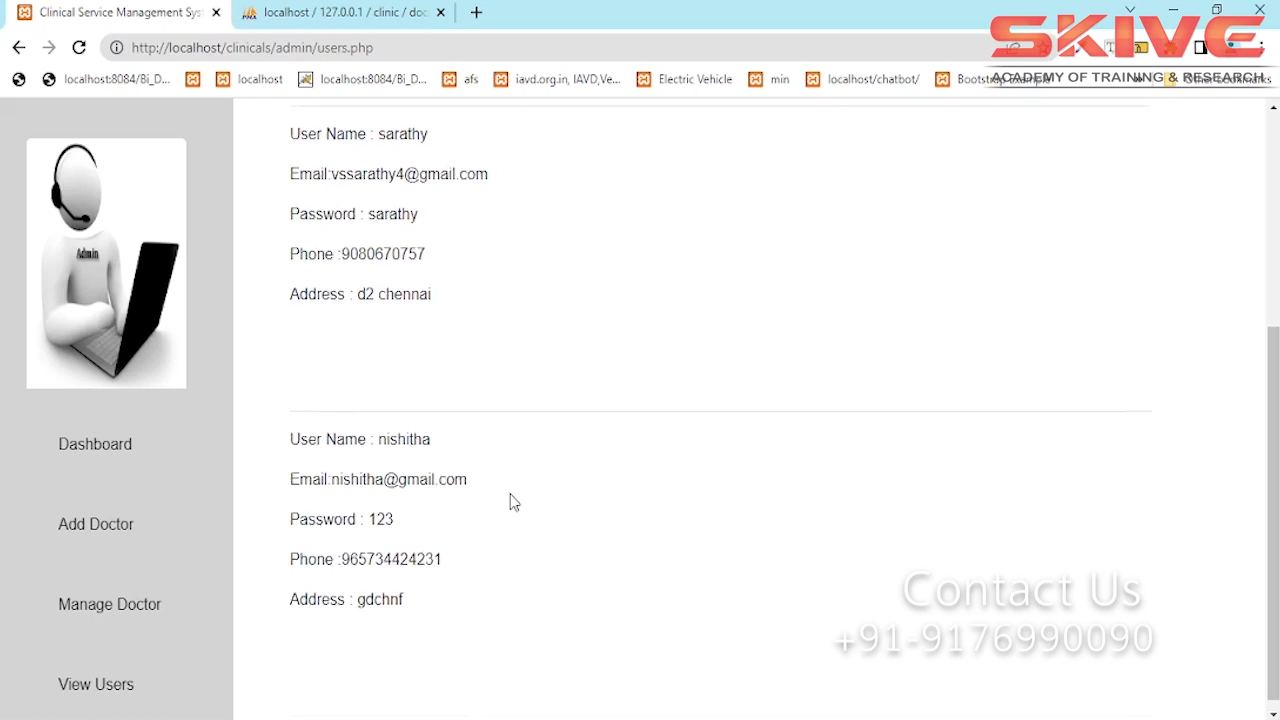 Clinical Service Management Sys
localhost / 127.0.0.1 / clinic / doc
http://localhost/clinicals/admin/users.php
SKIVE
ACADEMY OF TRAINING & RESEARCH
localhost:8084/Bi_D...
localhost
localhost:8084/Bi_D...
afs
iavd.org.in, IAVD,Ve...
Electric Vehicle
min
localhost/chatbot/
Bootstrap Example
Other bookmarks
User Name : sarathy
Email:vssarathy4@gmail.com
Password : sarathy
Phone :9080670757
Address : d2 chennai
Admin
User Name : nishitha
Email:nishitha@gmail.com
Password : 123
Phone :965734424231
Address : gdchnf
Dashboard
Add Doctor
Manage Doctor
View Users
Contact Us
+91-9176990090